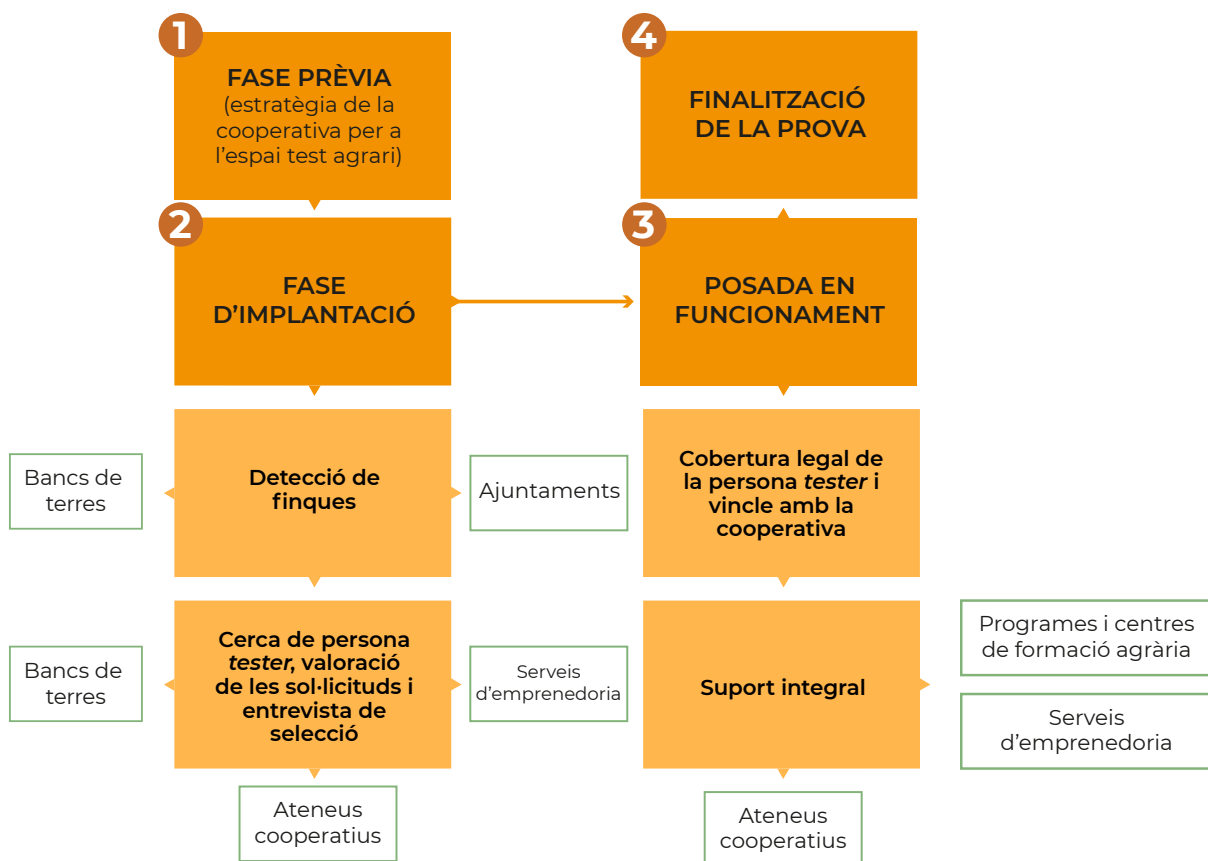 1
FASE PRÈVIA
(estratègia de la
cooperativa per a
l’espai test agrari)
2
FASE
D’IMPLANTACIÓ
Detecció de
finques
Bancs de
terres
Ajuntaments
Cerca de persona
tester, valoració
de les sol·licituds i
entrevista de
selecció
Bancs de
terres
Serveis
d’emprenedoria
Ateneus
cooperatius
3
POSADA EN
FUNCIONAMENT
4
FINALITZACIÓ
DE LA PROVA
Cobertura legal de
la persona tester i
vincle amb la
cooperativa
Suport integral
Programes i centres
de formació agrària
Serveis
d’emprenedoria
Ateneus
cooperatius